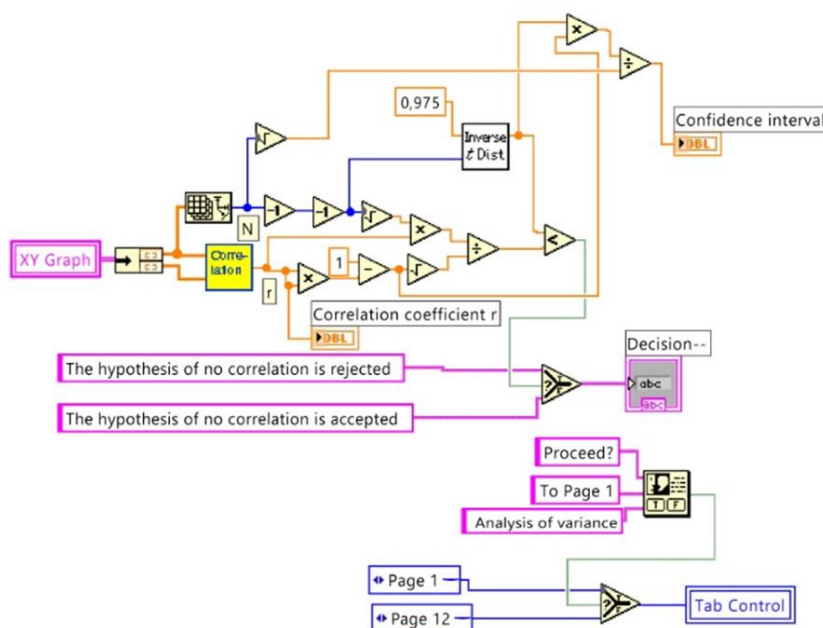 0,975
Inverse
t Dist
Confidence interval
DBL
N
XY Graph
Corre-
lation
r
1
Correlation coefficient r
DBL
The hypothesis of no correlation is rejected
Decision--
abc
abc
The hypothesis of no correlation is accepted
Proceed?
To Page 1
T F
Analysis of variance
Page 1
? T F
Tab Control
Page 12